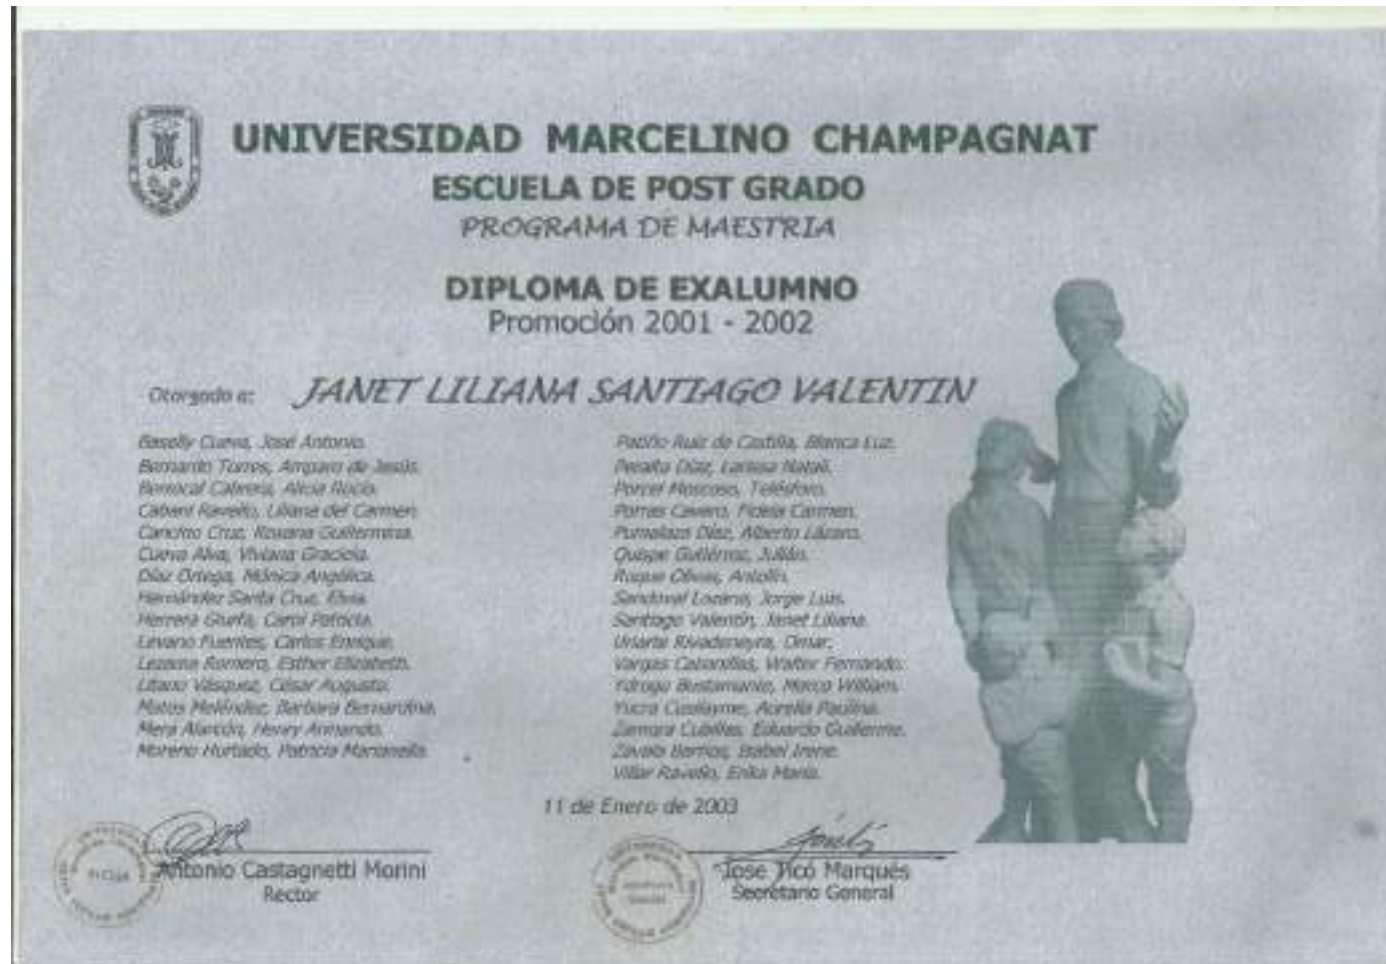 UNIVERSIDAD MARCELINO CHAMPAGNAT
ESCUELA DE POST GRADO
PROGRAMA DE MAESTRIA
DIPLOMA DE EXALUMNO
Promoción 2001 - 2002
Otorgado a: JANET LILIANA SANTIAGO VALENTIN
Baselly Cueva, José Antonio.
Bernardo Torres, Amparo de Jesús.
Berrocal Cabrera, Alicia Rocío.
Cabani Ravello, Liliana del Carmen.
Cancino Cruz, Roxana Guillermina.
Cueva Alva, Viviana Graciela.
Díaz Ortega, Mónica Angélica.
Hernández Santa Cruz, Elvia.
Herrera Giurfa, Carol Patricia.
Levano Fuentes, Carlos Enrique.
Lezama Romero, Esther Elizabeth.
Litano Vásquez, César Augusto.
Matos Meléndez, Barbara Bernardina.
Mera Alarcón, Henry Armando.
Moreno Hurtado, Patricia Marianella.
Patiño Ruiz de Castilla, Blanca Luz.
Peralta Díaz, Larissa Natali.
Porcel Moscoso, Telésforo.
Porras Cavero, Fidela Carmen.
Díaz, Alberto Lázaro.
Quispe Gutiérrez, Julián.
Roque Olivas, Antolín.
Sandoval Lozano, Jorge Luis.
Santiago Valentín, Janet Liliana.
Uriarte Rivadeneyra, Omar.
Vargas Cabanillas, Walter Fernando.
Ydrogo Bustamante, Marco William.
Yucra Aurelia Paulina.
Zamora Cubillas, Eduardo Guillermo.
Zavala Barrios, Isabel Irene.
Villar Ravello, Erika María.
11 de Enero de 2003
Antonio Castagnetti Morini
Rector
Jose Ticó Marqués
Secretario General